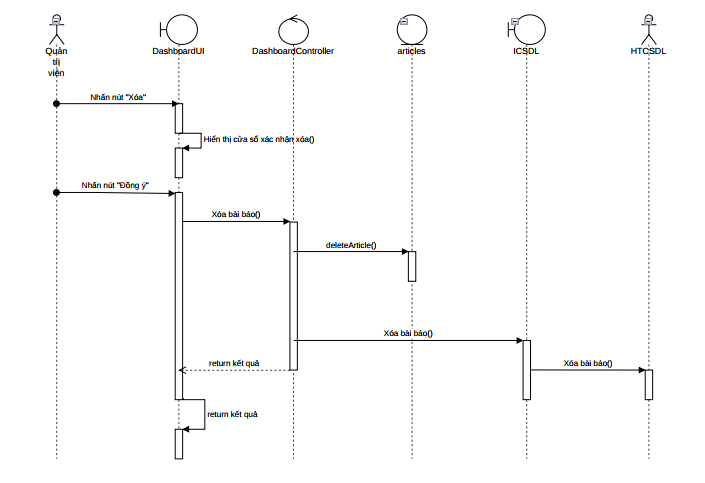 Quản
trị
viên
DashboardUI
DashboardController
articles
ICSDL
HTCSDL
Nhấn nút "Xóa"
Hiển thị cửa sổ xác nhận xóa()
Nhấn nút "Đồng ý"
Xóa bài báo()
deleteArticle()
Xóa bài báo()
return kết quả
Xóa bài báo()
return kết quả